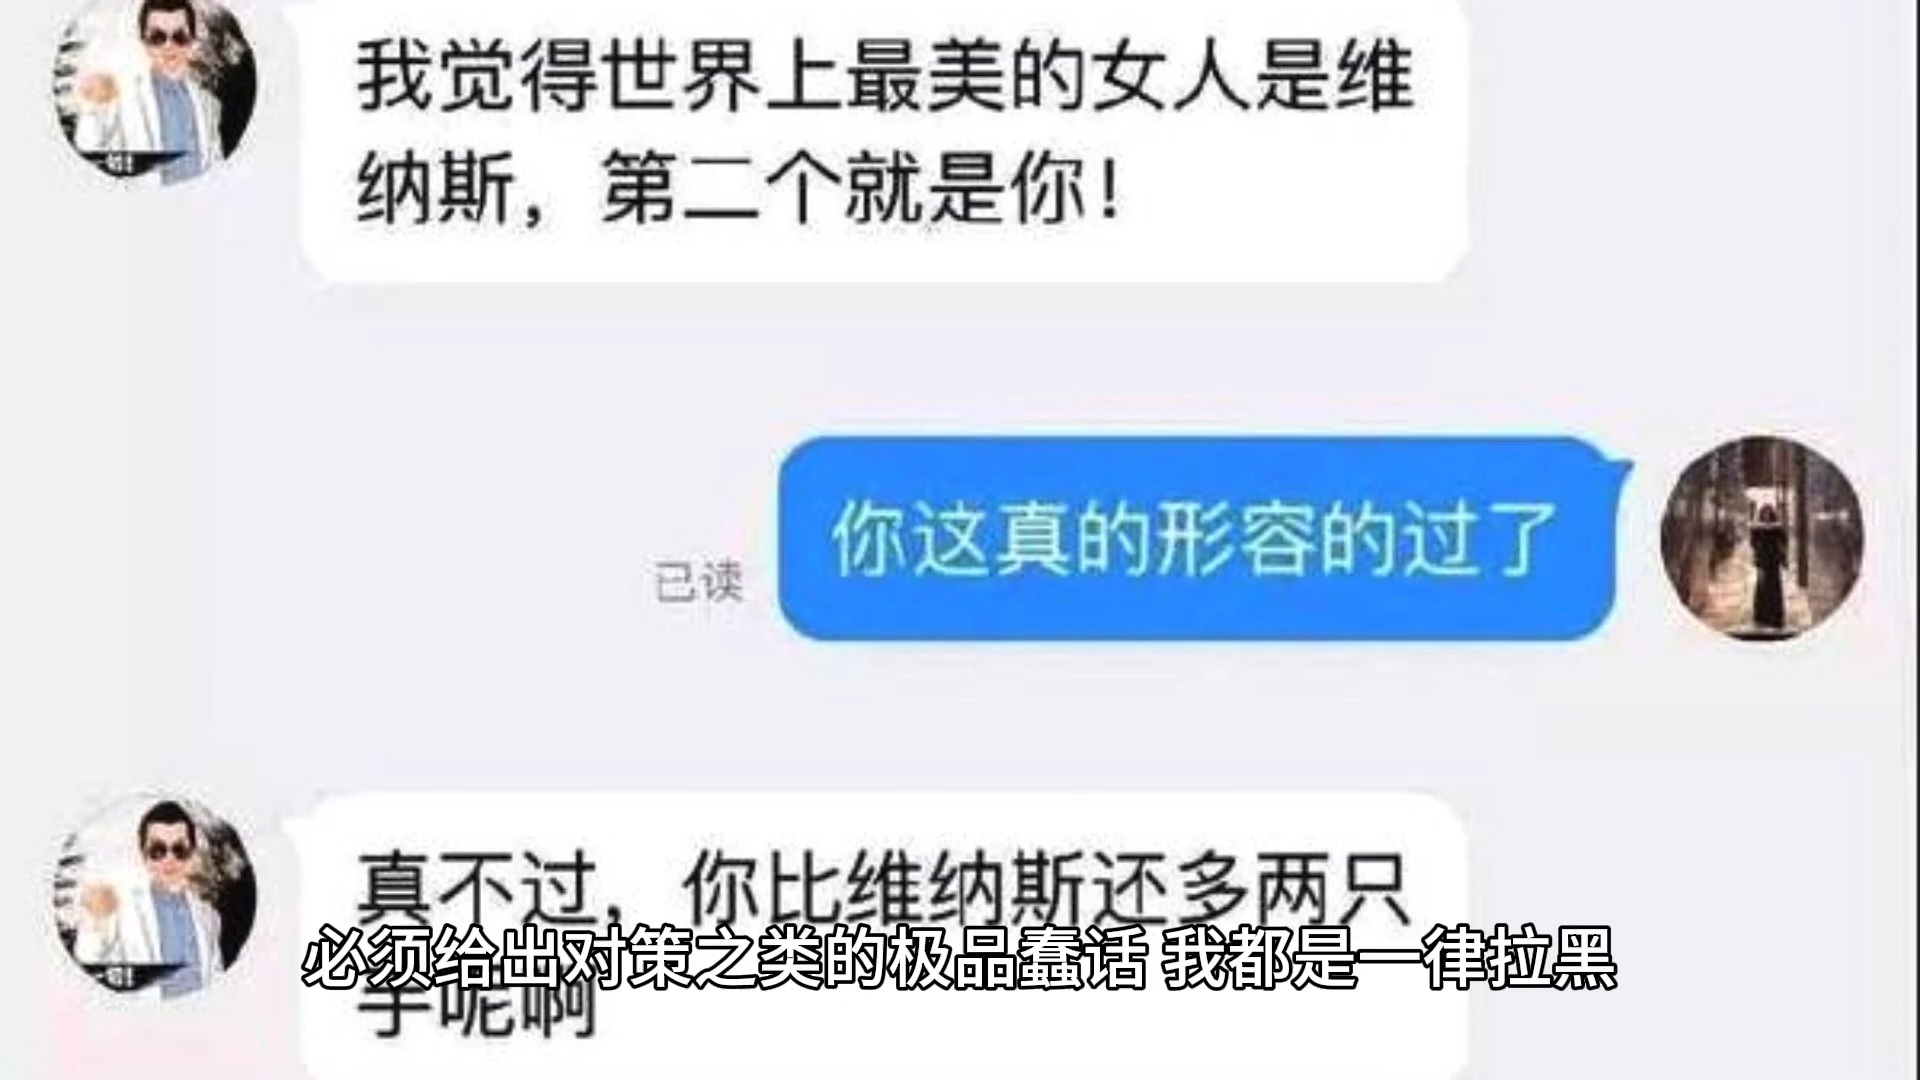 我觉得世界上最美的女人是维
纳斯，第二个就是你！
你这真的形容的过了
已读
真不过，你比维纳斯还多两只
手呢啊
必须给出对策之类的极品蠢话 我都是一律拉黑